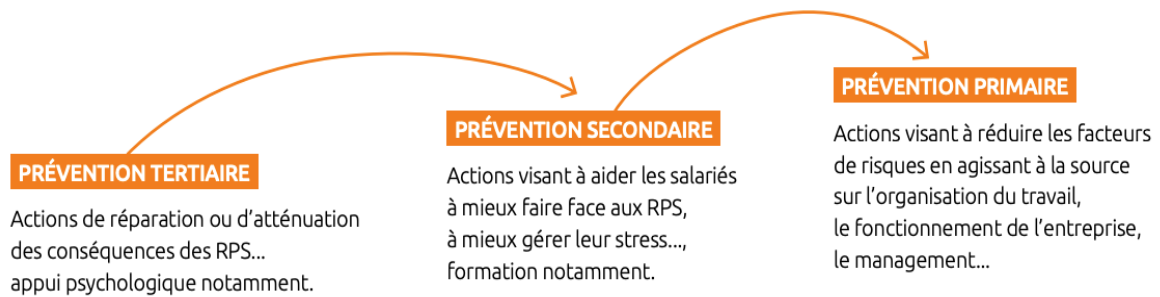 PRÉVENTION TERTIAIRE
Actions de réparation ou d’atténuation
des conséquences des RPS...
appui psychologique notamment.
PRÉVENTION SECONDAIRE
Actions visant à aider les salariés
à mieux faire face aux RPS,
à mieux gérer leur stress...,
formation notamment.
PRÉVENTION PRIMAIRE
Actions visant à réduire les facteurs
de risques en agissant à la source
sur l’organisation du travail,
le fonctionnement de l’entreprise,
le management...